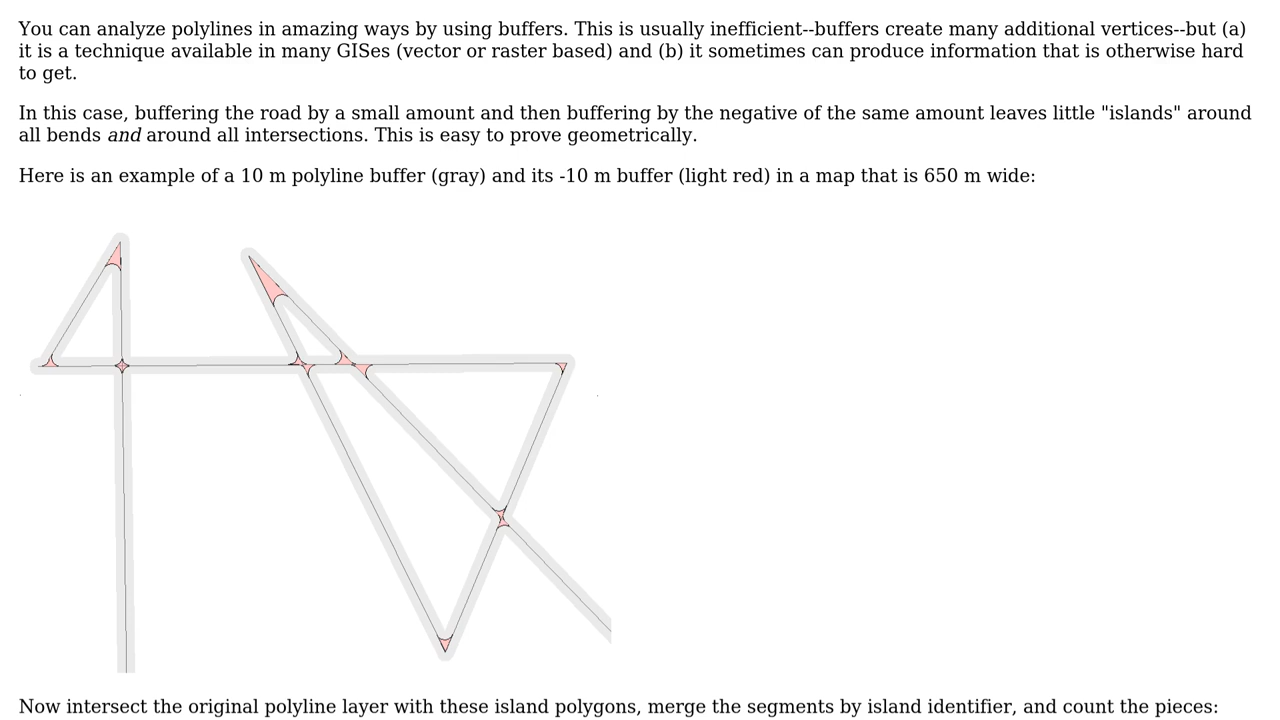 You can analyze polylines in amazing ways by using buffers. This is usually inefficient--buffers create many additional vertices--but (a)
it is a technique available in many GISes (vector or raster based) and (b) it sometimes can produce information that is otherwise hard
to get.
In this case, buffering the road by a small amount and then buffering by the negative of the same amount leaves little "islands" around
all bends and around all intersections. This is easy to prove geometrically.
Here is an example of a 10 m polyline buffer (gray) and its -10 m buffer (light red) in a map that is 650 m wide:
Now intersect the original polyline layer with these island polygons, merge the segments by island identifier, and count the pieces: